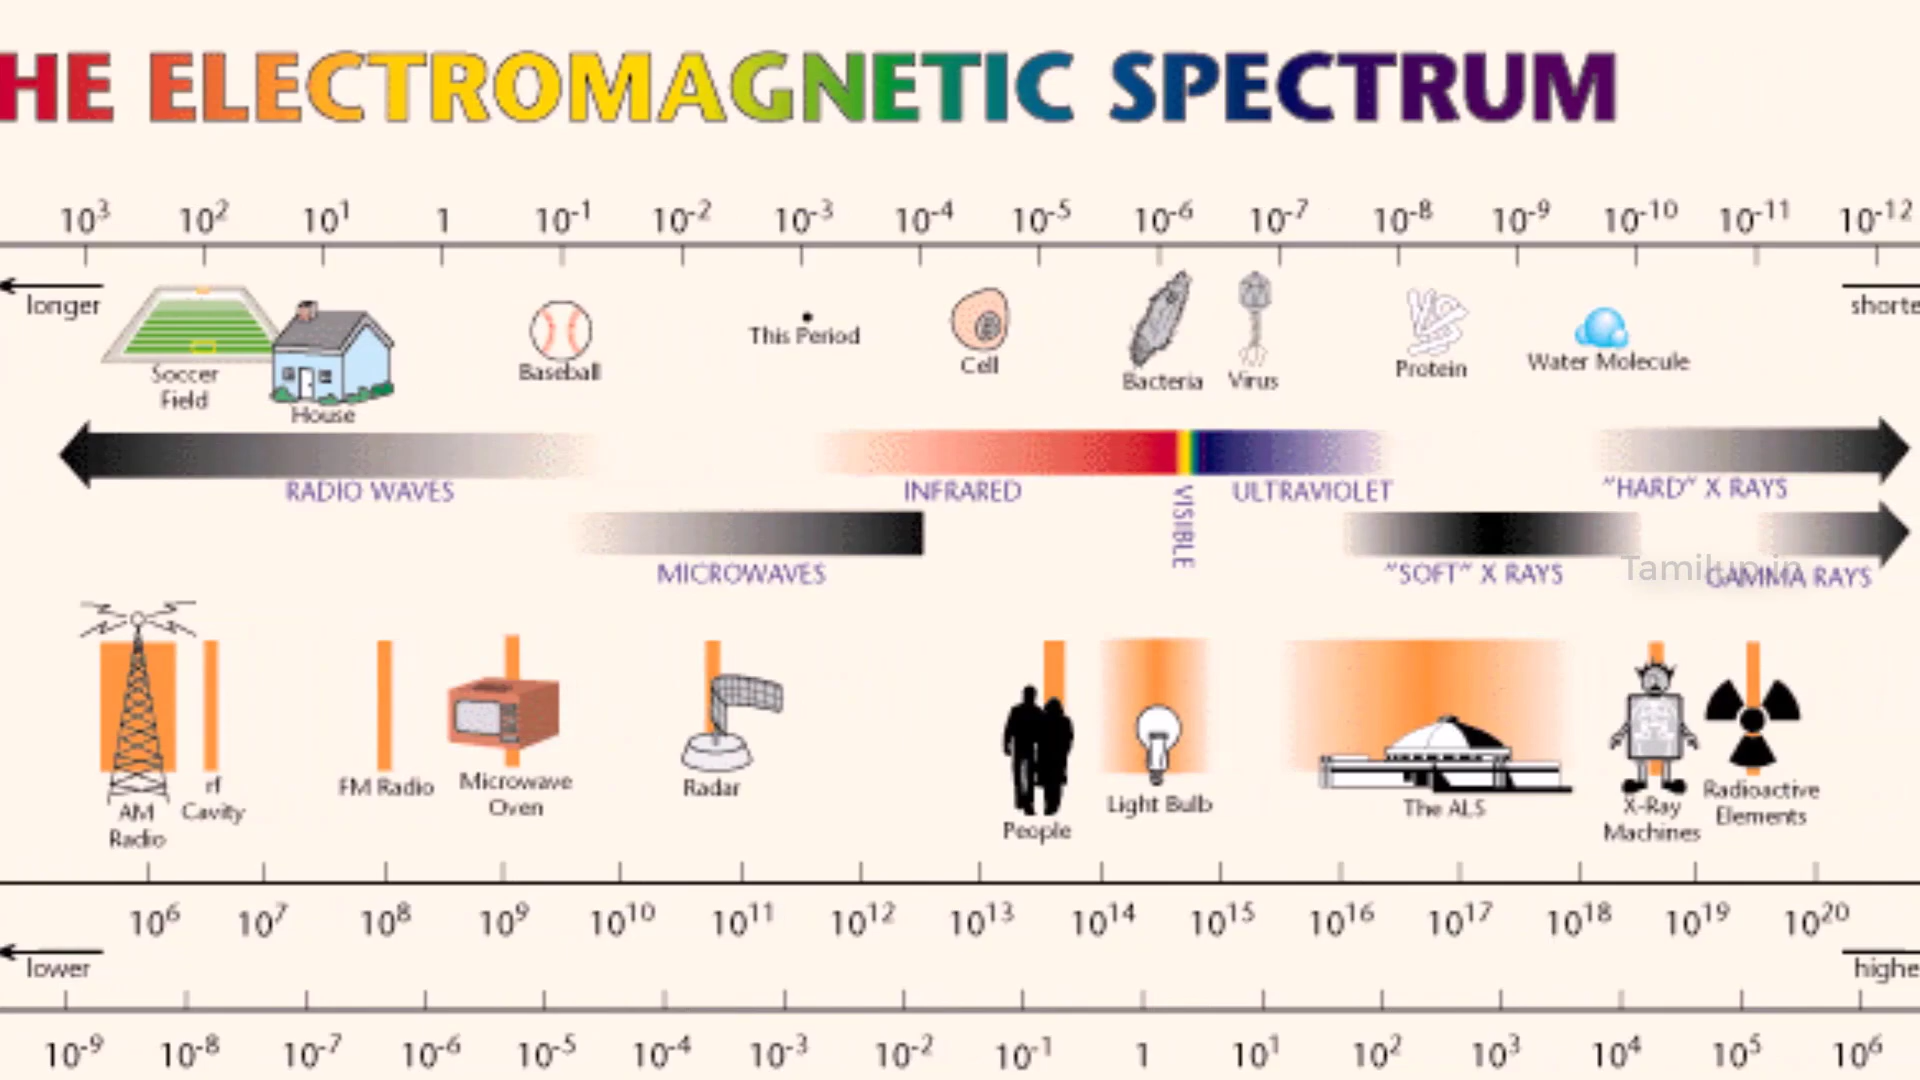 HE ELECTROMAGNETIC SPECTRUM
10³ 10² 10¹ 1 10⁻¹ 10⁻² 10⁻³ 10⁻⁴ 10⁻⁵ 10⁻⁶ 10⁻⁷ 10⁻⁸ 10⁻⁹ 10⁻¹⁰ 10⁻¹¹ 10⁻¹²
longer
shorte
Soccer
Field
House
Baseball
This Period
Cell
Bacteria
Virus
Protein
Water Molecule
RADIO WAVES
INFRARED
VISIBLE
ULTRAVIOLET
"HARD" X RAYS
MICROWAVES
"SOFT" X RAYS
Tamilup.in
GAMMA RAYS
AM
Radio
rf
Cavity
FM Radio
Microwave
Oven
Radar
People
Light Bulb
The ALS
X-Ray
Machines
Radioactive
Elements
10⁶ 10⁷ 10⁸ 10⁹ 10¹⁰ 10¹¹ 10¹² 10¹³ 10¹⁴ 10¹⁵ 10¹⁶ 10¹⁷ 10¹⁸ 10¹⁹ 10²⁰
lower
highe
10⁻⁹ 10⁻⁸ 10⁻⁷ 10⁻⁶ 10⁻⁵ 10⁻⁴ 10⁻³ 10⁻² 10⁻¹ 1 10¹ 10² 10³ 10⁴ 10⁵ 10⁶